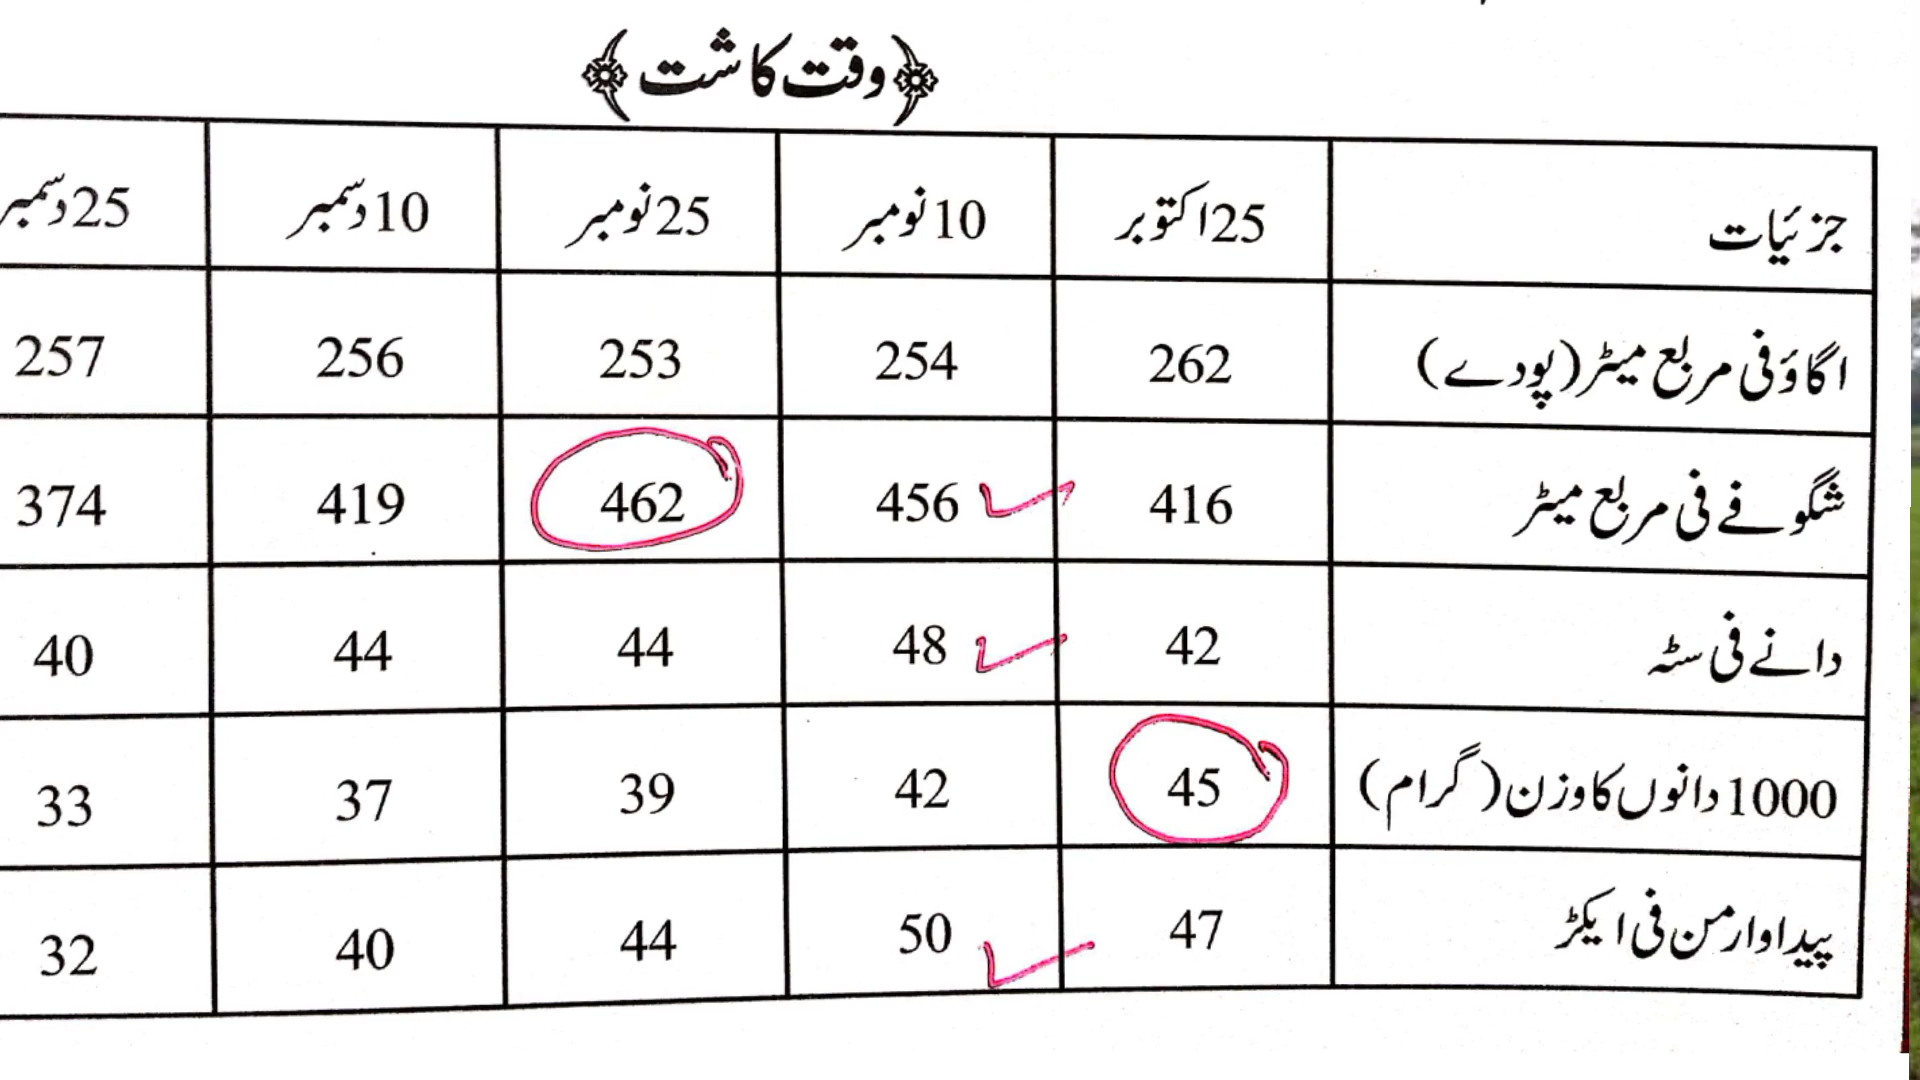 ﴿وقت کاشت﴾
جزئیات 25اکتوبر 10نومبر 25نومبر 10دسمبر 25دسمبر
اگاؤ فی مربع میٹر (پودے) 262 254 253 256 257
شگوفے فی مربع میٹر 416 456 462 419 374
دانے فی سٹہ 42 48 44 44 40
1000 دانوں کا وزن (گرام) 45 42 39 37 33
پیداوار من فی ایکڑ 47 50 44 40 32